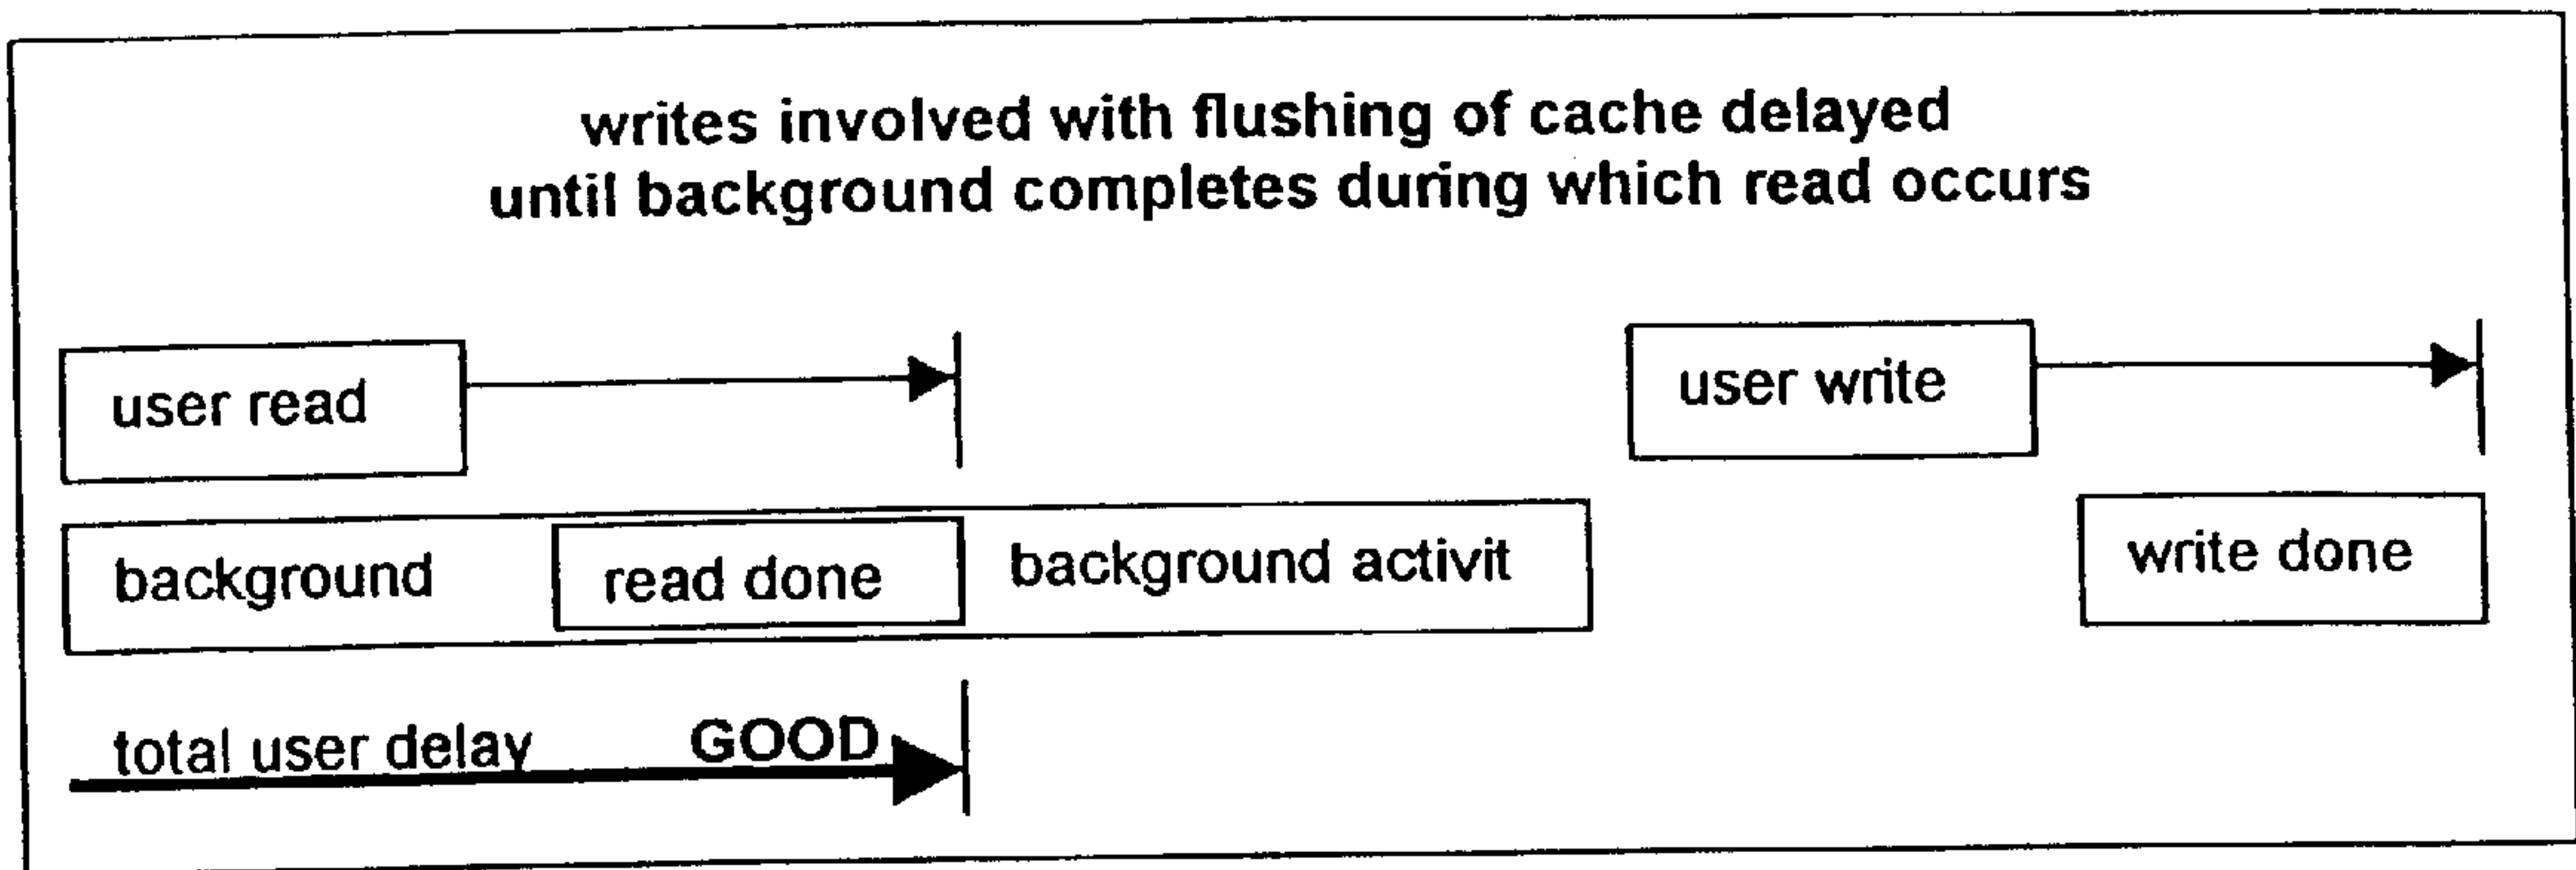 writes involved with flushing of cache delayed
until background completes during which read occurs
user read
user write
background
read done
background activit
write done
total user delay GOOD